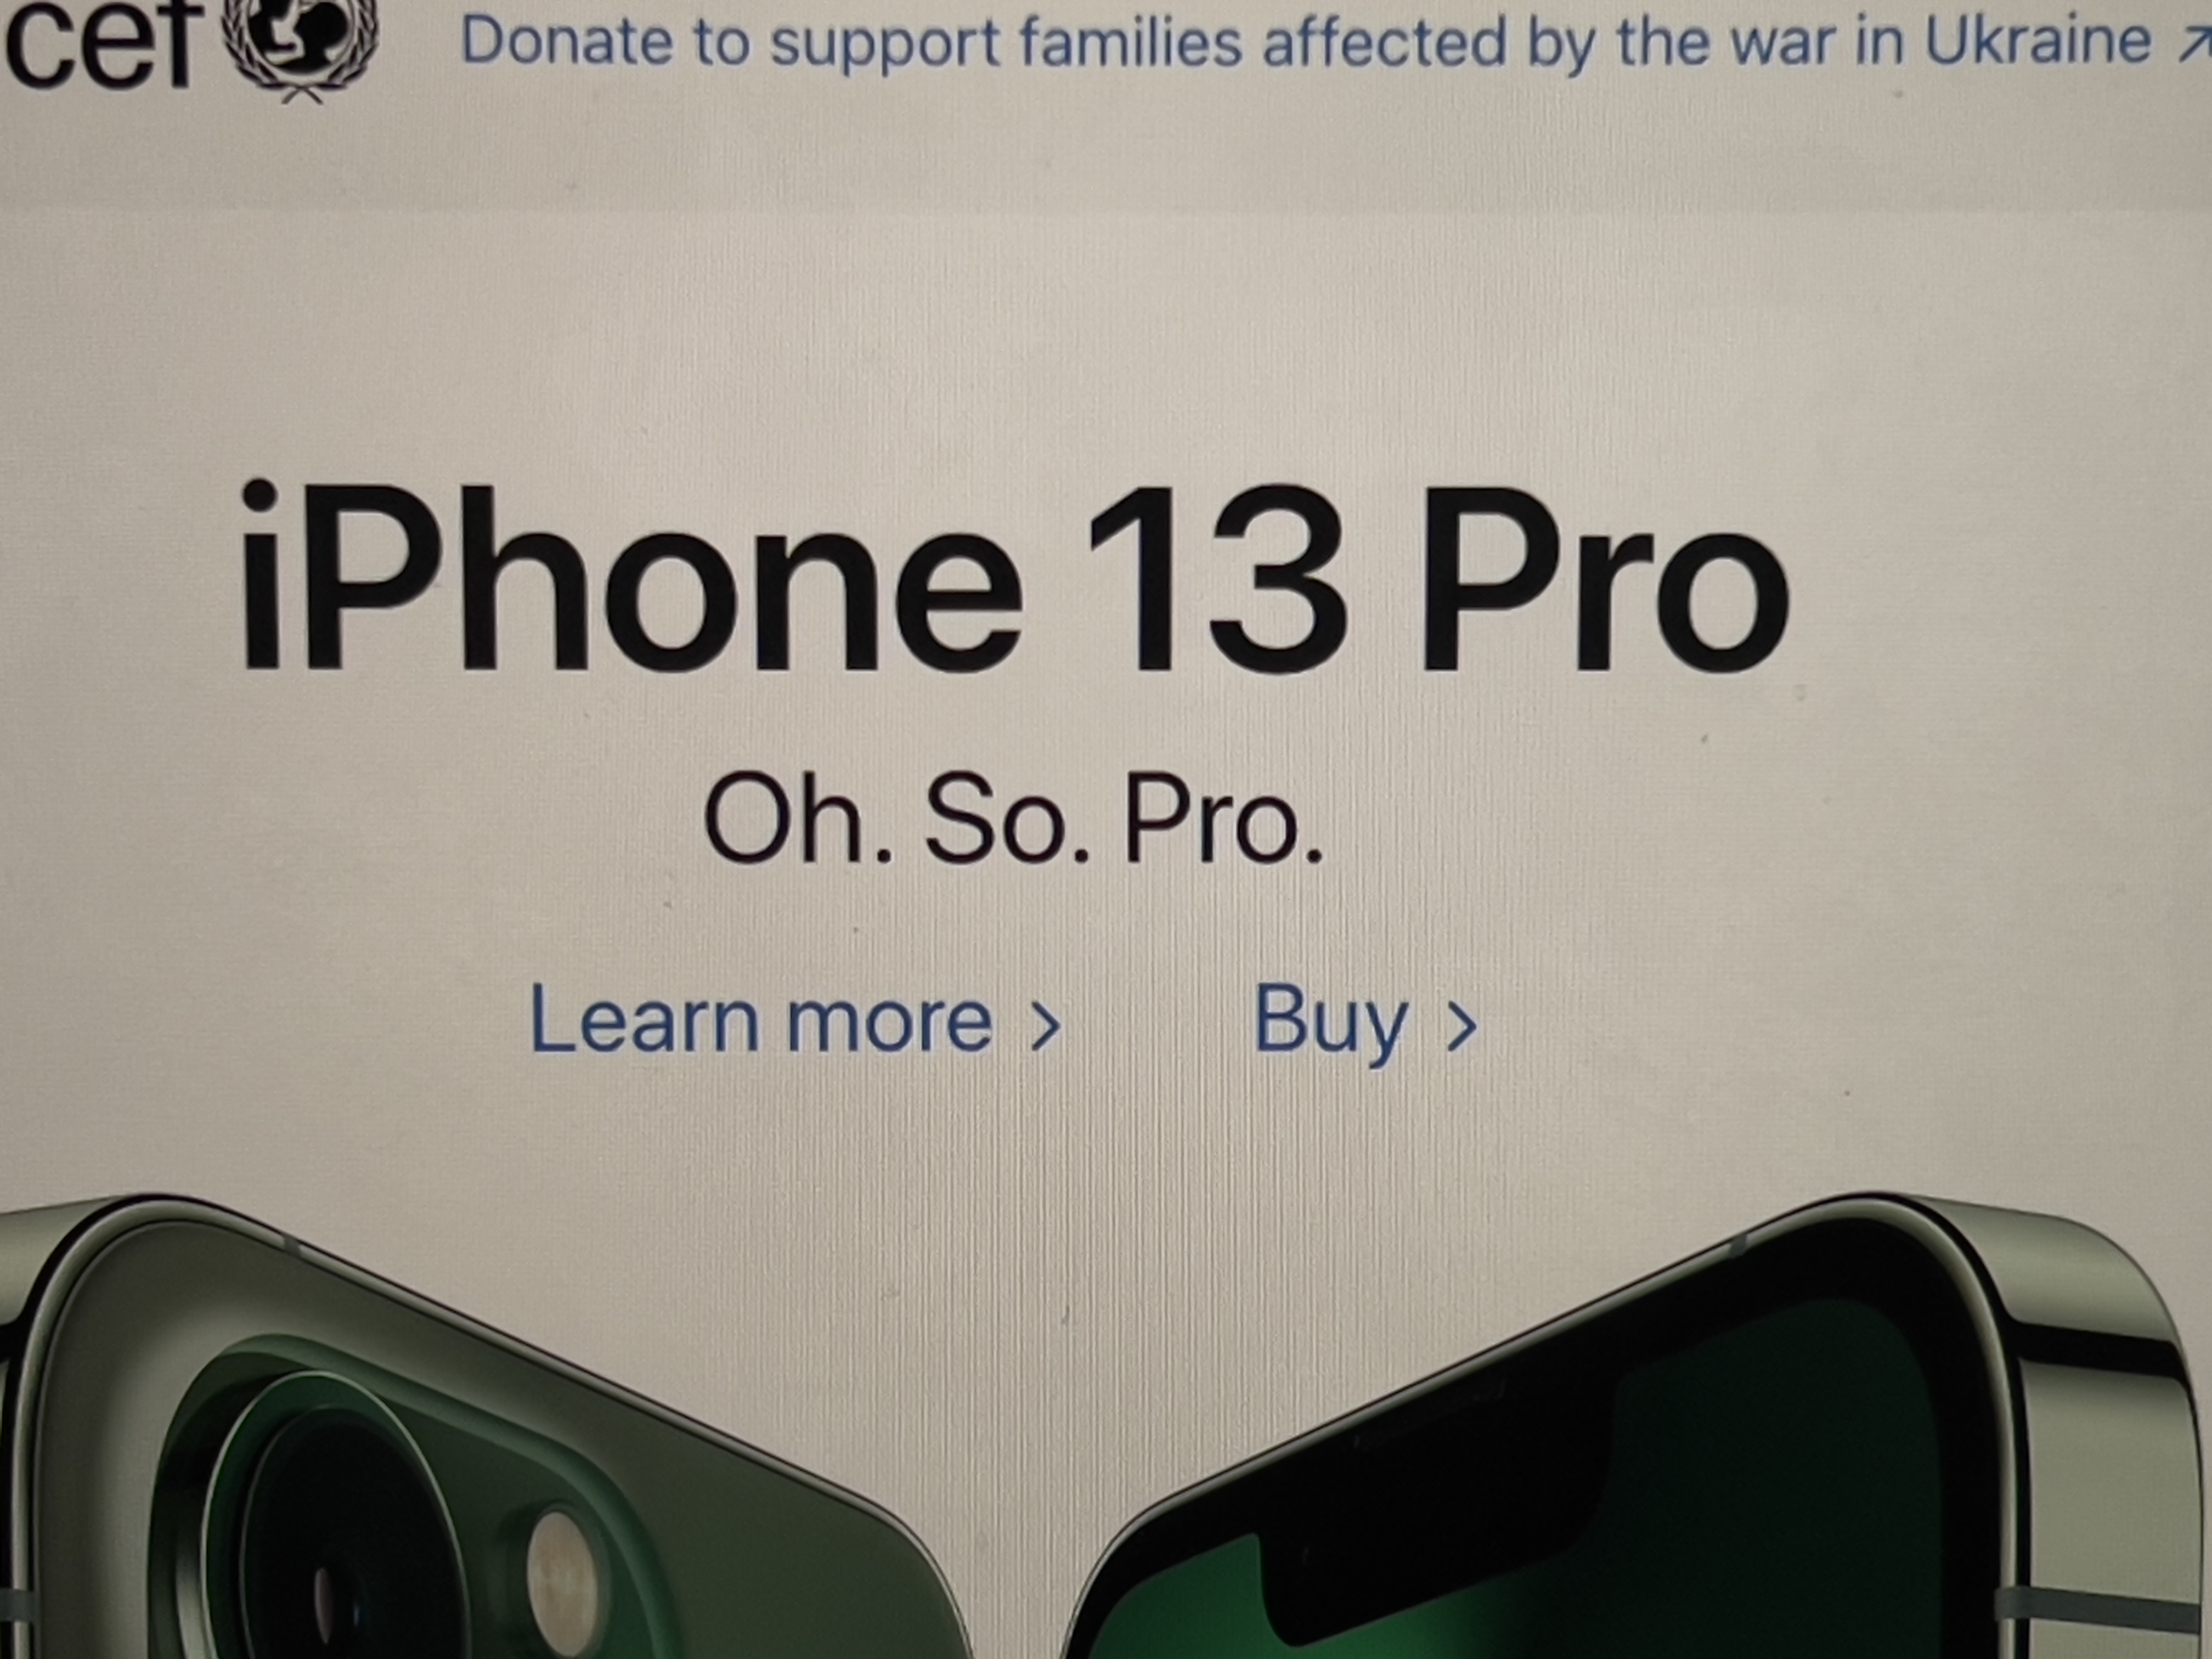 cef Donate to support families affected by the war in Ukraine ↗
iPhone 13 Pro
Oh. So. Pro.
Learn more > Buy >